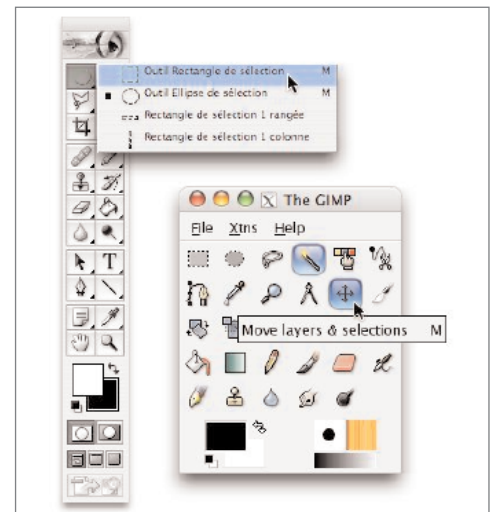 Outil Rectangle de sélection M
Outil Ellipse de sélection M
Rectangle de sélection 1 rangée
Rectangle de sélection 1 colonne
T
X The GIMP
File Xtns Help
Move layers & selections M